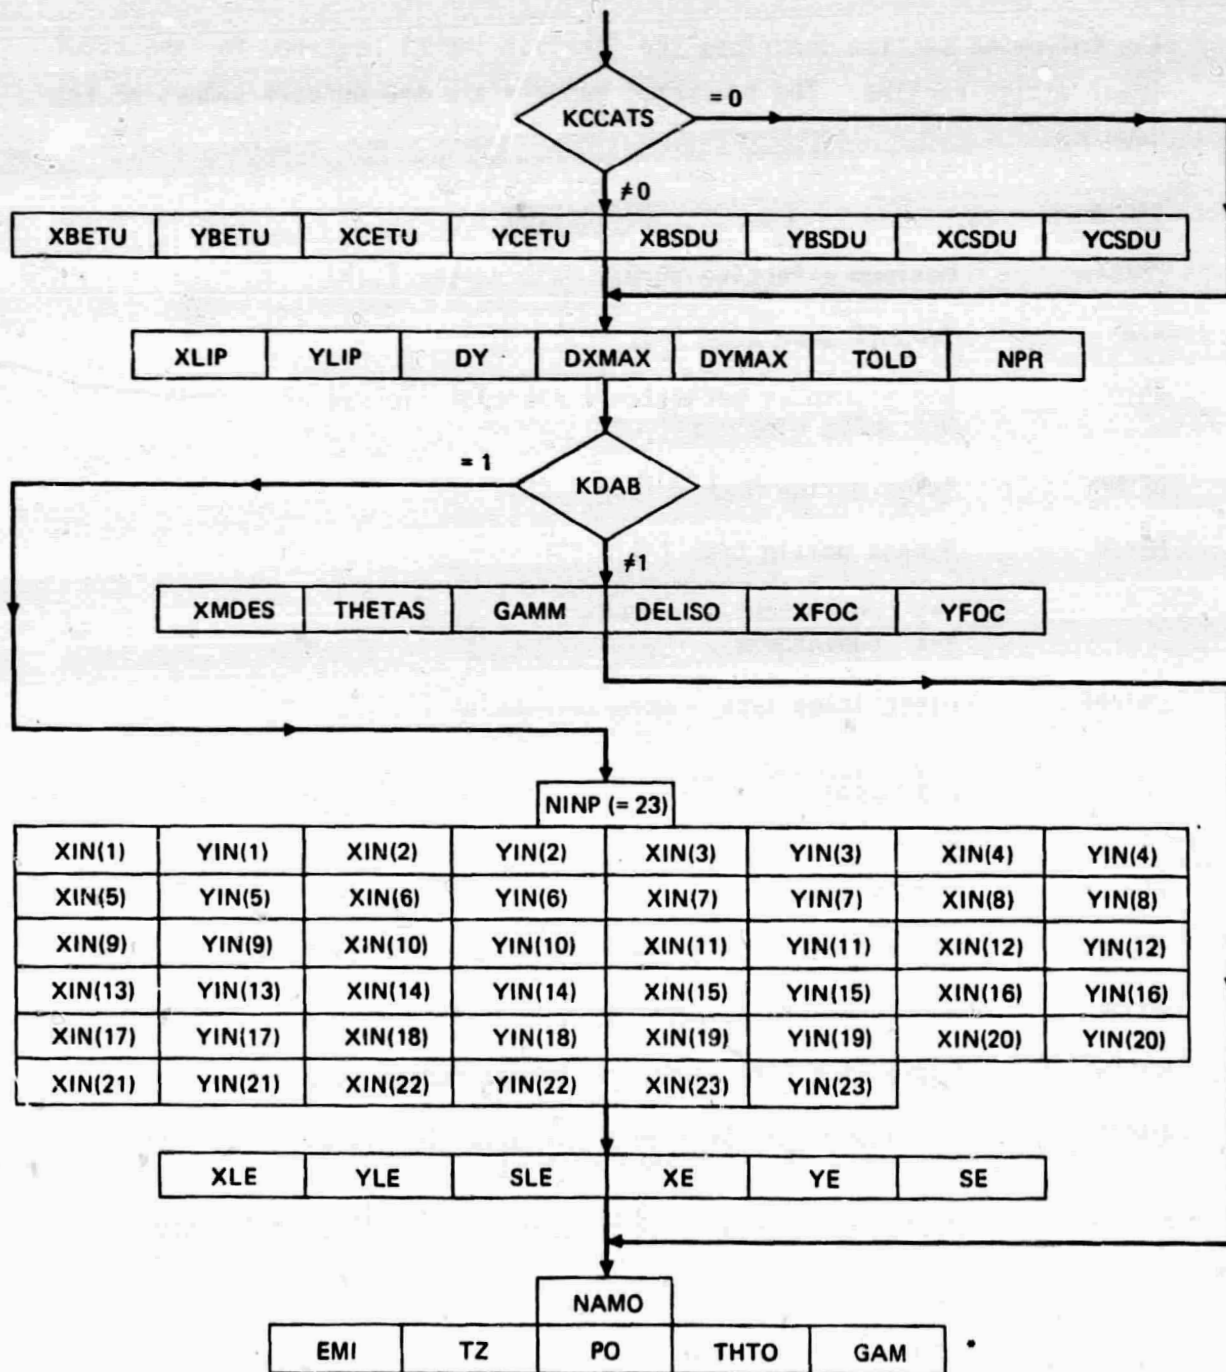 KCCATS
= 0
≠0
XBETU YBETU XCETU YCETU XBSDU YBSDU XCSDU YCSDU
XLIP YLIP DY DXMAX DYMAX TOLD NPR
= 1
KDAB
≠1
XMDES THETAS GAMM DELISO XFOC YFOC
NINP (= 23)
XIN(1) YIN(1) XIN(2) YIN(2) XIN(3) YIN(3) XIN(4) YIN(4)
XIN(5) YIN(5) XIN(6) YIN(6) XIN(7) YIN(7) XIN(8) YIN(8)
XIN(9) YIN(9) XIN(10) YIN(10) XIN(11) YIN(11) XIN(12) YIN(12)
XIN(13) YIN(13) XIN(14) YIN(14) XIN(15) YIN(15) XIN(16) YIN(16)
XIN(17) YIN(17) XIN(18) YIN(18) XIN(19) YIN(19) XIN(20) YIN(20)
XIN(21) YIN(21) XIN(22) YIN(22) XIN(23) YIN(23)
XLE YLE SLE XE YE SE
NAMO
EMI TZ PO THTO GAM *